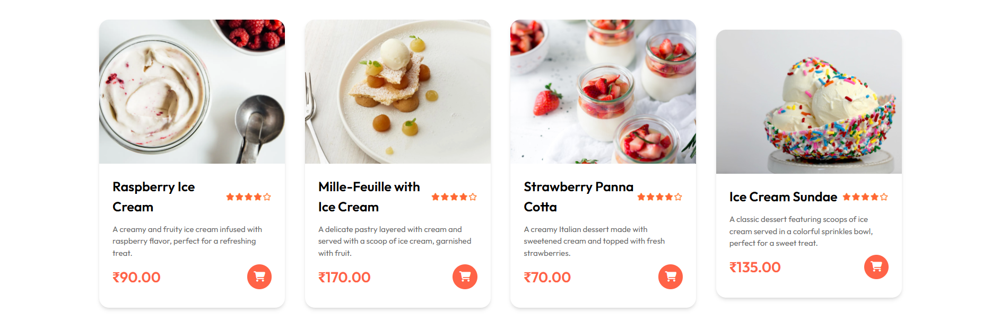 Raspberry Ice
Cream
A creamy and fruity ice cream infused with
raspberry flavor, perfect for a refreshing
treat.
₹90.00
Mille-Feuille with
Ice Cream
A delicate pastry layered with cream and
served with a scoop of ice cream, garnished
with fruit.
₹170.00
Strawberry Panna
Cotta
A creamy Italian dessert made with
sweetened cream and topped with fresh
strawberries.
₹70.00
Ice Cream Sundae
A classic dessert featuring scoops of ice
cream served in a colorful sprinkles bowl,
perfect for a sweet treat.
₹135.00